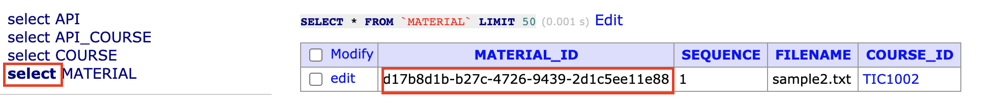 select API
select API_COURSE
select COURSE
select MATERIAL
SELECT * FROM `MATERIAL` LIMIT 50 (0.001 s) Edit
Modify MATERIAL_ID SEQUENCE FILENAME COURSE_ID
edit d17b8d1b-b27c-4726-9439-2d1c5ee11e88 1 sample2.txt TIC1002